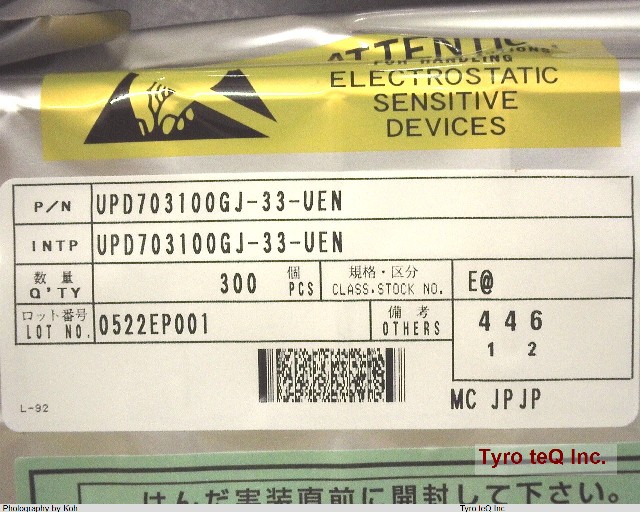 ATTENTION
FOR HANDLING
ELECTROSTATIC
SENSITIVE
DEVICES
P/N UPD703100GJ-33-UEN
INTP UPD703100GJ-33-UEN
数量 300 個 規格・区分 E@
Q'TY PCS CLASS.STOCK NO.
ロット番号 0522EP001 備考 446
LOT NO. OTHERS 1 2
MC JPJP
L-92
Tyro teQ Inc.
はんだ実装直前に開封して下さい。
Photography by Koh Tyro teQ Inc